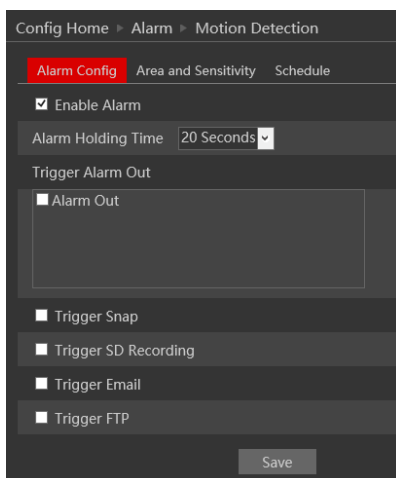 Config Home ▸ Alarm ▸ Motion Detection
Alarm Config Area and Sensitivity Schedule
Enable Alarm
Alarm Holding Time 20 Seconds
Trigger Alarm Out
Alarm Out
Trigger Snap
Trigger SD Recording
Trigger Email
Trigger FTP
Save